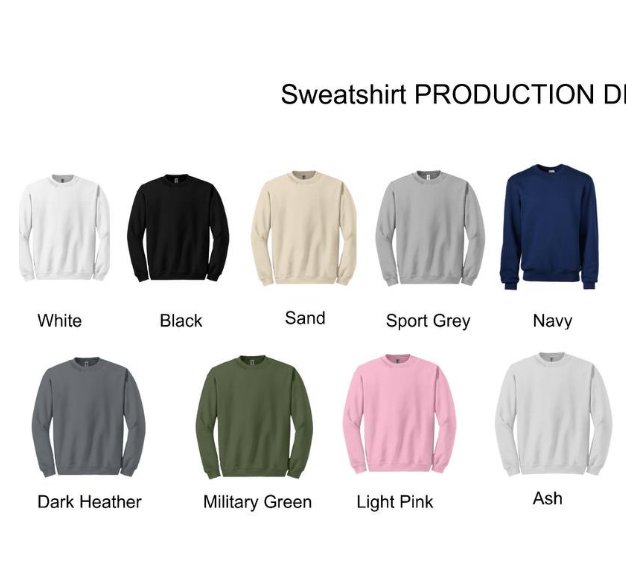 Sweatshirt PRODUCTION
White
Black
Sand
Sport Grey
Navy
Dark Heather
Military Green
Light Pink
Ash